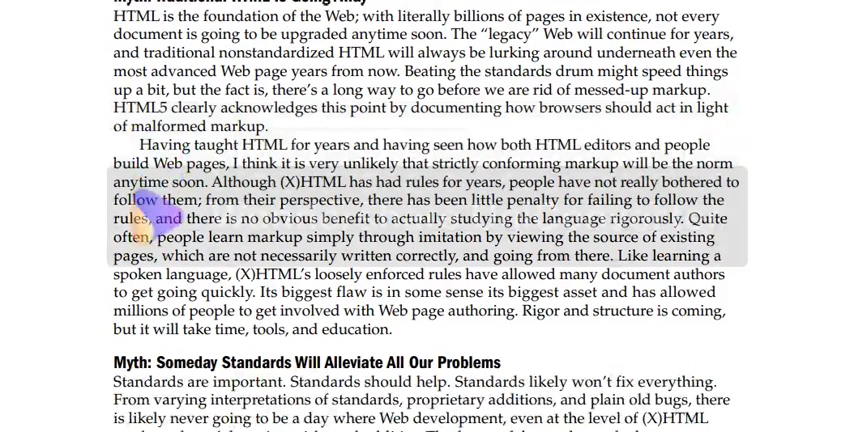 HTML is the foundation of the Web; with literally billions of pages in existence, not every
document is going to be upgraded anytime soon. The “legacy” Web will continue for years,
and traditional nonstandardized HTML will always be lurking around underneath even the
most advanced Web page years from now. Beating the standards drum might speed things
up a bit, but the fact is, there’s a long way to go before we are rid of messed-up markup.
HTML5 clearly acknowledges this point by documenting how browsers should act in light
of malformed markup.
Having taught HTML for years and having seen how both HTML editors and people
build Web pages, I think it is very unlikely that strictly conforming markup will be the norm
anytime soon. Although (X)HTML has had rules for years, people have not really bothered to
follow them; from their perspective, there has been little penalty for failing to follow the
rules, and there is no obvious benefit to actually studying the language rigorously. Quite
often, people learn markup simply through imitation by viewing the source of existing
pages, which are not necessarily written correctly, and going from there. Like learning a
spoken language, (X)HTML’s loosely enforced rules have allowed many document authors
to get going quickly. Its biggest flaw is in some sense its biggest asset and has allowed
millions of people to get involved with Web page authoring. Rigor and structure is coming,
but it will take time, tools, and education.
Myth: Someday Standards Will Alleviate All Our Problems
Standards are important. Standards should help. Standards likely won’t fix everything.
From varying interpretations of standards, proprietary additions, and plain old bugs, there
is likely never going to be a day where Web development, even at the level of (X)HTML